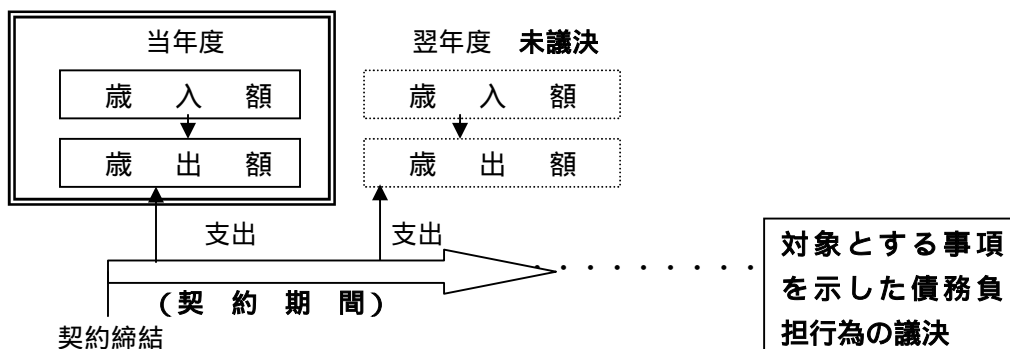 当年度
翌年度 未議決
歳 入 額
歳 入 額
歳 出 額
歳 出 額
支出
支出
対象とする事項
を示した債務負
担行為の議決
(契 約 期 間)
契約締結